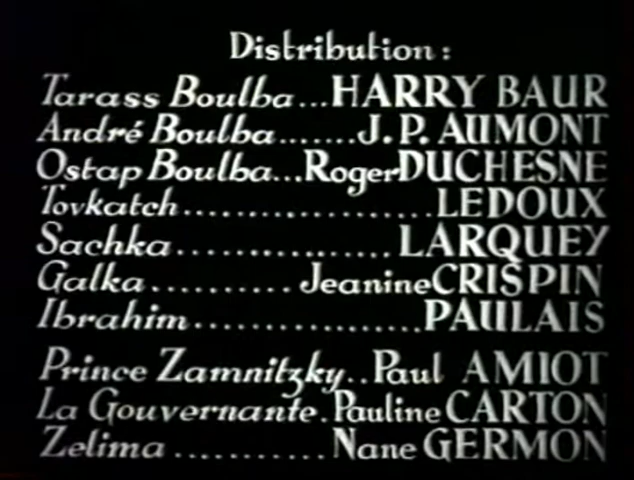 Distribution:
Tarass Boulba...HARRY BAUR
André Boulba.......J.P. AUMONT
Ostap Boulba...Roger DUCHESNE
Tovkatch....................LEDOUX
Sachka.................LARQUEY
Galka..........Jeanine CRISPIN
Ibrahim..................PAULAIS
Prince Zamnitzky..Paul AMIOT
La Gouvernante.Pauline CARTON
Zelima ...........Nane GERMON